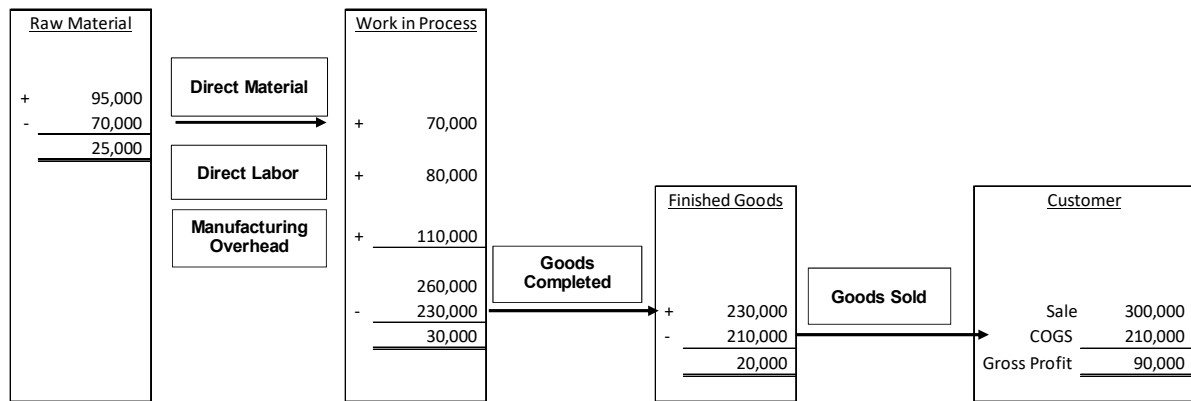 Raw Material
+ 95,000
- 70,000
25,000
Direct Material
Direct Labor
Manufacturing
Overhead
Work in Process
+ 70,000
+ 80,000
+ 110,000
260,000
- 230,000
30,000
Goods
Completed
Finished Goods
+ 230,000
- 210,000
20,000
Goods Sold
Customer
Sale 300,000
COGS 210,000
Gross Profit 90,000